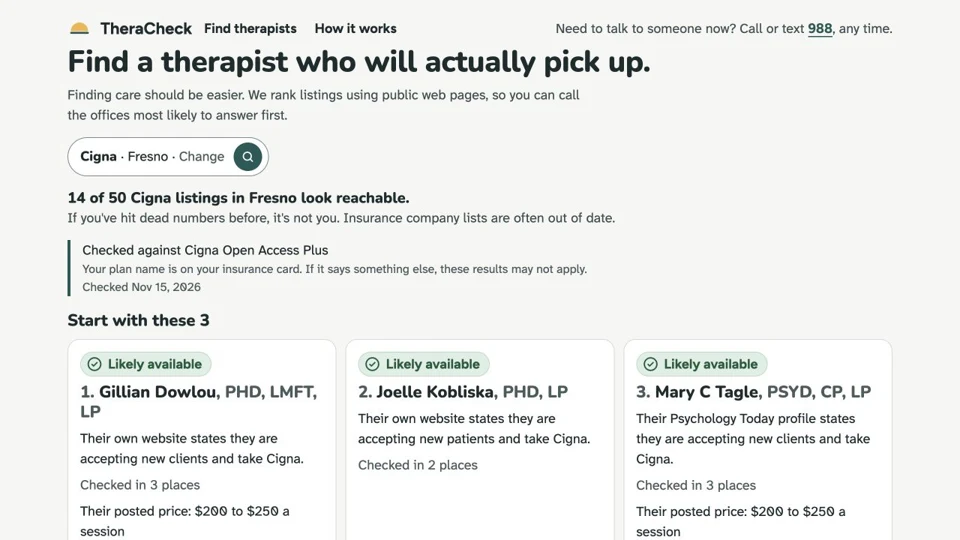 TheraCheck Find therapists How it works Need to talk to someone now? Call or text 988, any time.
Find a therapist who will actually pick up.
Finding care should be easier. We rank listings using public web pages, so you can call
the offices most likely to answer first.
Cigna · Fresno · Change
14 of 50 Cigna listings in Fresno look reachable.
If you've hit dead numbers before, it's not you. Insurance company lists are often out of date.
Checked against Cigna Open Access Plus
Your plan name is on your insurance card. If it says something else, these results may not apply.
Checked Nov 15, 2026
Start with these 3
Likely available
1. Gillian Dowlou, PHD, LMFT,
LP
Their own website states they are
accepting new clients and take Cigna.
Checked in 3 places
Their posted price: $200 to $250 a
session
Likely available
2. Joelle Kobliska, PHD, LP
Their own website states they are
accepting new patients and take Cigna.
Checked in 2 places
Likely available
3. Mary C Tagle, PSYD, CP, LP
Their Psychology Today profile states
they are accepting new clients and take
Cigna.
Checked in 3 places
Their posted price: $200 to $250 a
session